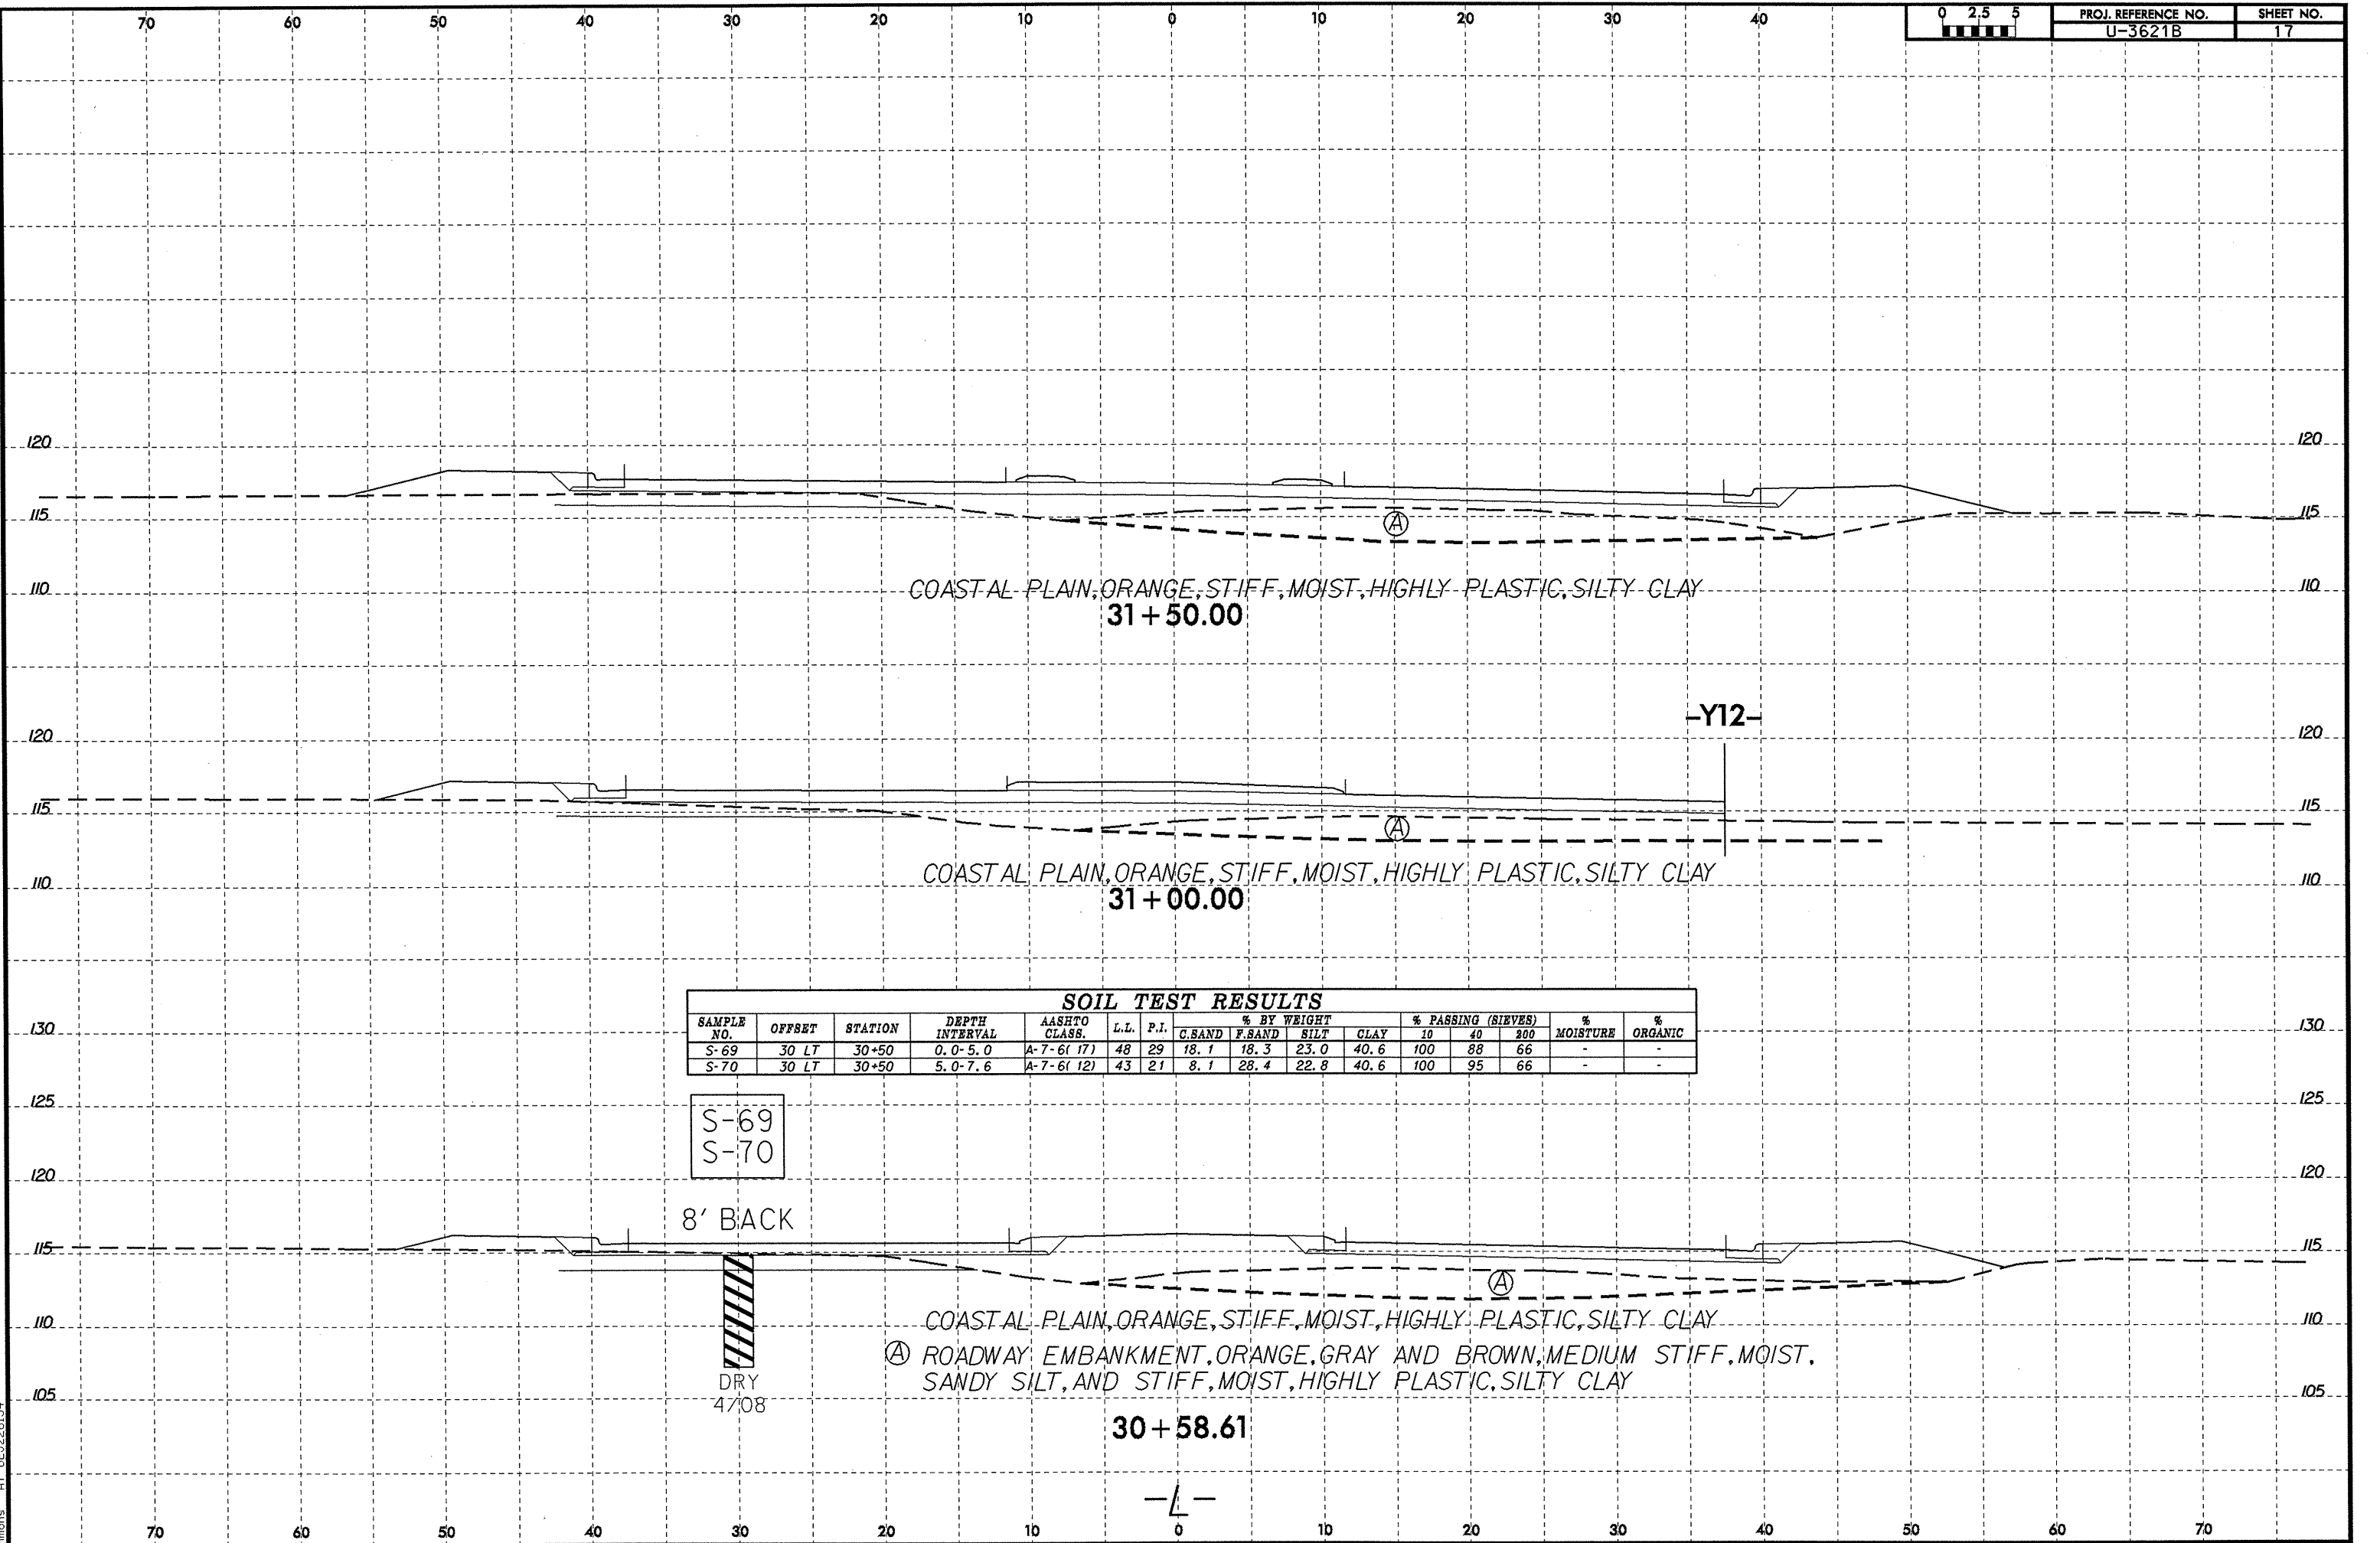 70 60 50 40 30 20 10 0 10 20 30 40
0 2.5 5
PROJ. REFERENCE NO. SHEET NO.
U-3621B 17
120 120
115 115
A
110 110
COASTAL PLAIN, ORANGE, STIFF, MOIST, HIGHLY PLASTIC, SILTY CLAY
31+50.00
-Y12-
120 120
115 115
A
COASTAL PLAIN, ORANGE, STIFF, MOIST, HIGHLY PLASTIC, SILTY CLAY
110 110
31+00.00
SOIL TEST RESULTS
SAMPLE NO. OFFSET STATION DEPTH INTERVAL AASHTO CLASS. L.L. P.I. % BY WEIGHT % PASSING (SIEVES) % MOISTURE % ORGANIC
C.SAND F.SAND SILT CLAY 10 40 200
S-69 30 LT 30+50 0.0-5.0 A-7-6(17) 48 29 18.1 18.3 23.0 40.6 100 88 66 - -
S-70 30 LT 30+50 5.0-7.6 A-7-6(12) 43 21 8.1 28.4 22.8 40.6 100 95 66 - -
130 130
125 125
S-69
S-70
120 120
8' BACK
115 115
A
110 110
COASTAL PLAIN, ORANGE, STIFF, MOIST, HIGHLY PLASTIC, SILTY CLAY
A ROADWAY EMBANKMENT, ORANGE, GRAY AND BROWN, MEDIUM STIFF, MOIST,
SANDY SILT, AND STIFF, MOIST, HIGHLY PLASTIC, SILTY CLAY
DRY
4/08
105 105
30+58.61
-L-
70 60 50 40 30 20 10 0 10 20 30 40 50 60 70